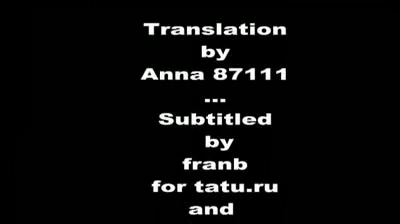 Translation
by
Anna 87111
...
Subtitled
by
franb
for tatu.ru
and